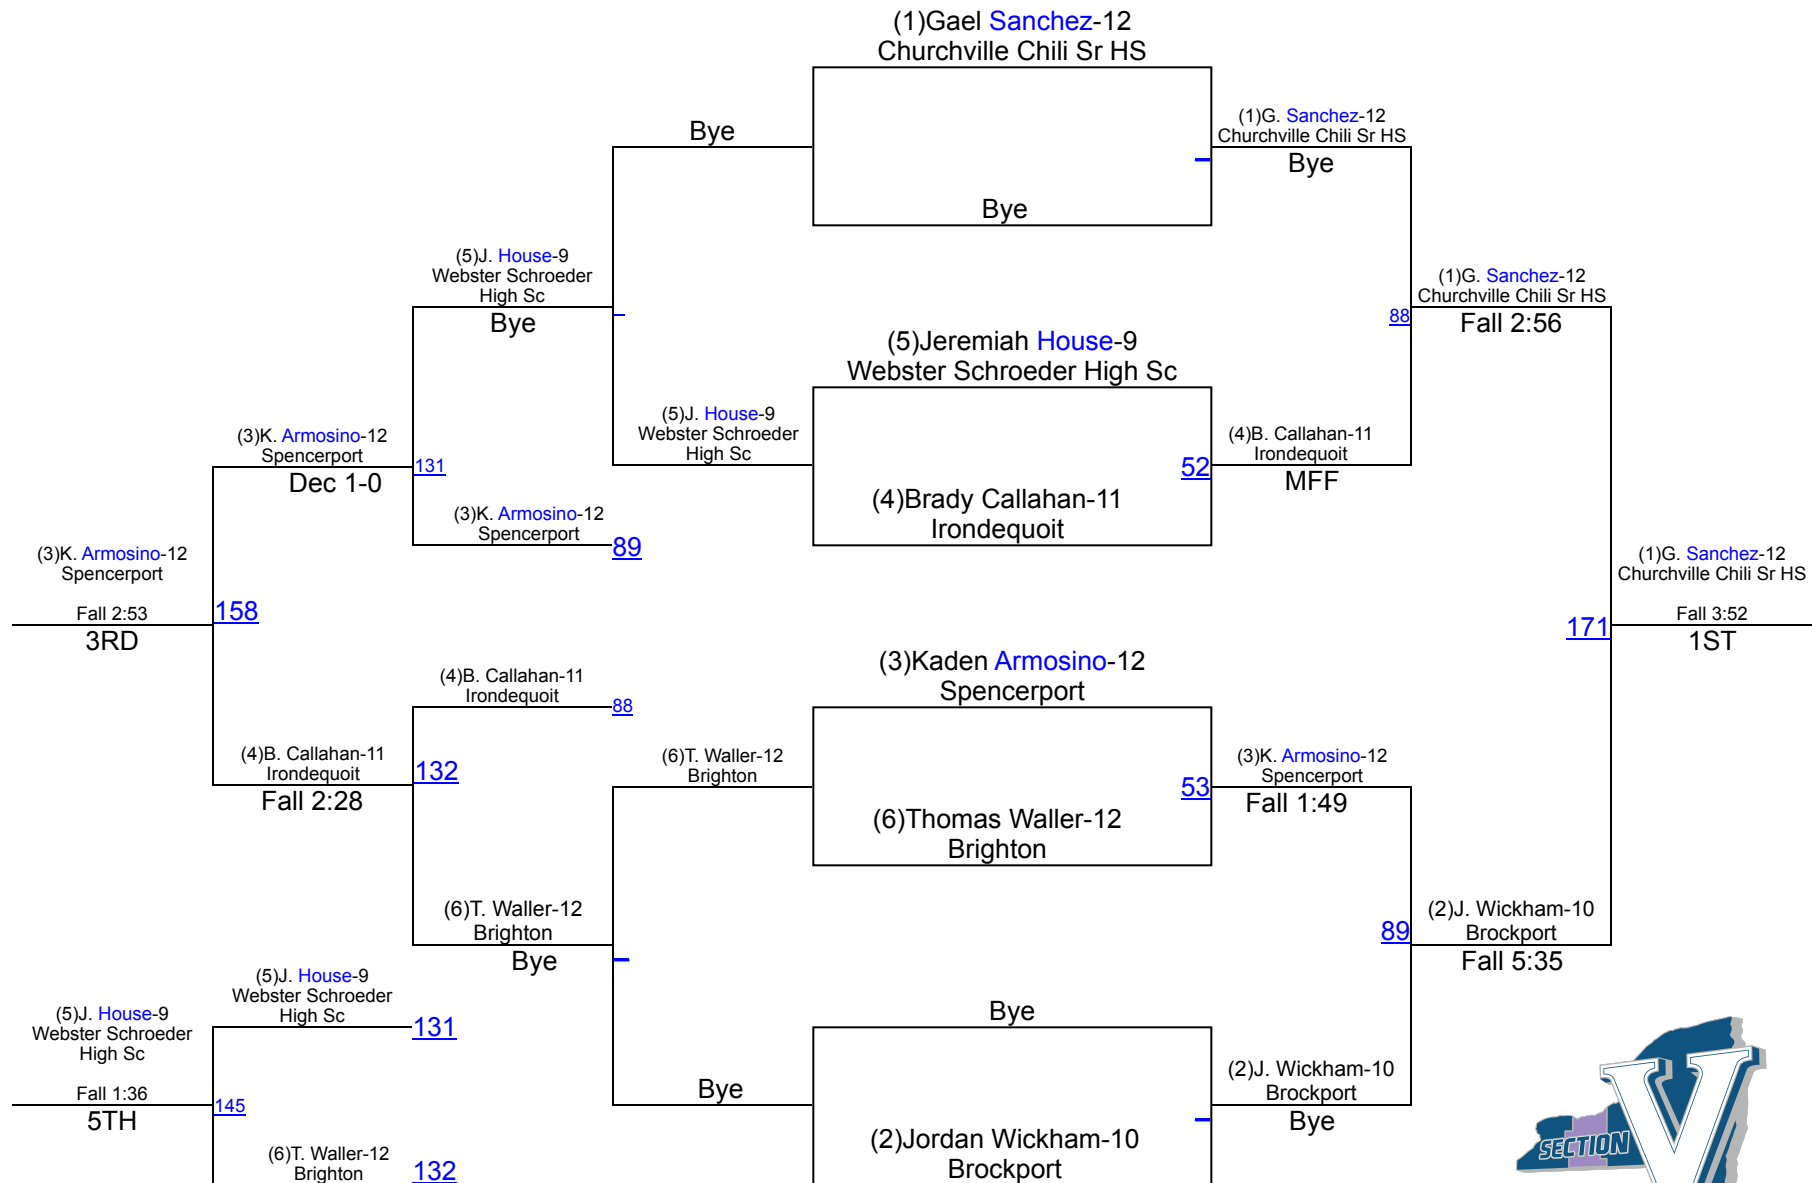 (1)Gael Sanchez-12
Churchville Chili Sr HS
Bye
(1)G. Sanchez-12
Churchville Chili Sr HS
Bye
Bye
(5)J. House-9
Webster Schroeder
High Sc
Bye
(1)G. Sanchez-12
Churchville Chili Sr HS
88
Fall 2:56
(5)Jeremiah House-9
Webster Schroeder High Sc
(5)J. House-9
Webster Schroeder
High Sc
(4)B. Callahan-11
Irondequoit
52
MFF
(3)K. Armosino-12
Spencerport
131
Dec 1-0
(4)Brady Callahan-11
Irondequoit
(3)K. Armosino-12
Spencerport
89
(3)K. Armosino-12
Spencerport
Fall 2:53
158
3RD
(1)G. Sanchez-12
Churchville Chili Sr HS
171
Fall 3:52
1ST
(3)Kaden Armosino-12
Spencerport
(4)B. Callahan-11
Irondequoit
88
(4)B. Callahan-11
Irondequoit
132
Fall 2:28
(6)T. Waller-12
Brighton
(3)K. Armosino-12
Spencerport
53
Fall 1:49
(6)Thomas Waller-12
Brighton
(6)T. Waller-12
Brighton
Bye
(2)J. Wickham-10
Brockport
89
Fall 5:35
(5)J. House-9
Webster Schroeder
High Sc
131
Bye
(5)J. House-9
Webster Schroeder
High Sc
Fall 1:36
145
5TH
Bye
(2)J. Wickham-10
Brockport
Bye
(2)Jordan Wickham-10
Brockport
(6)T. Waller-12
Brighton
132
SECTION V